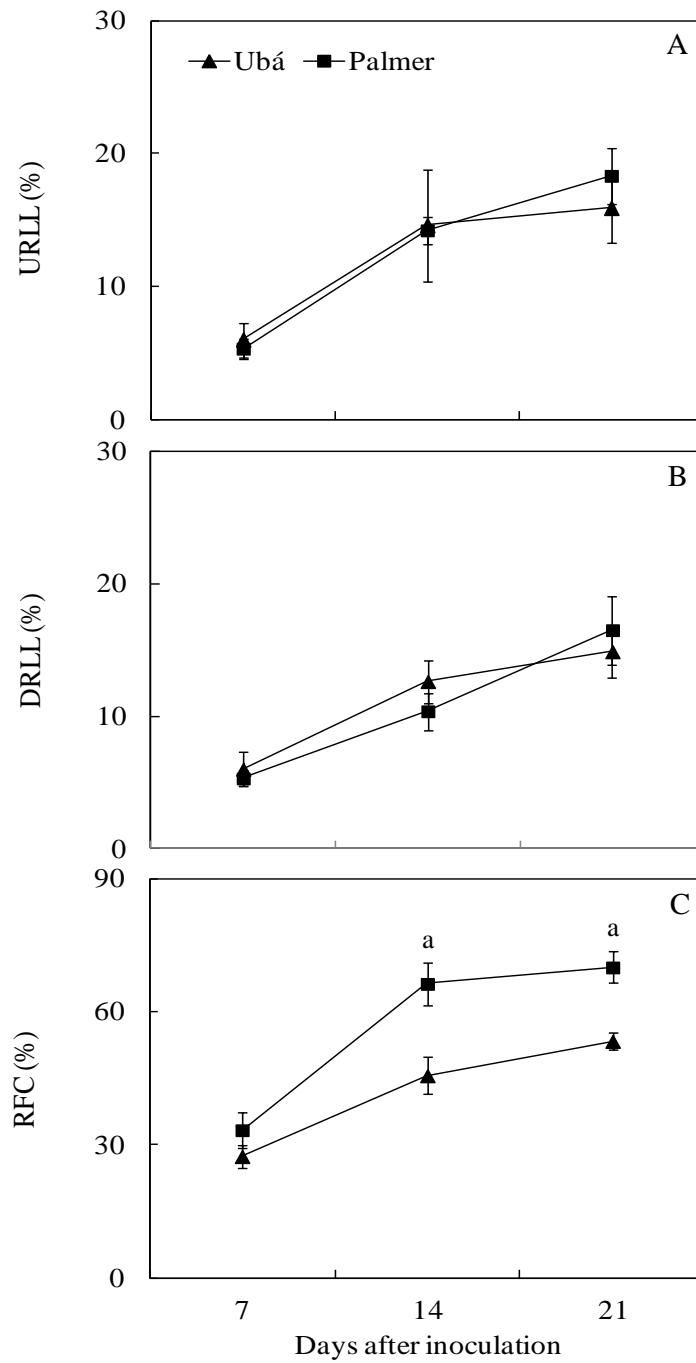 30
A
Ubá
Palmer
20
URLL (%)
10
0
30
B
20
DRLL (%)
10
0
90
C
a
a
60
RFC (%)
30
0
7 14 21
Days after inoculation